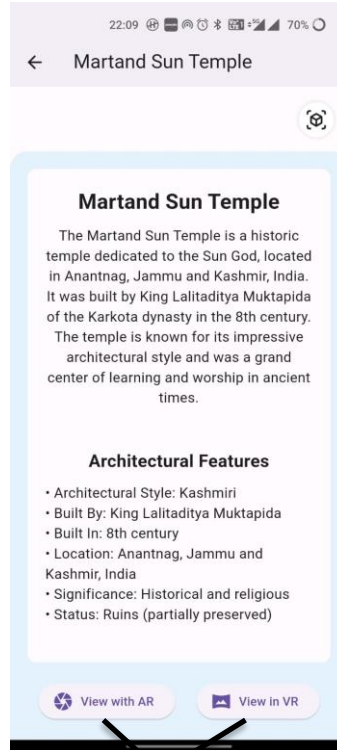 22:09 70%
Martand Sun Temple
Martand Sun Temple
The Martand Sun Temple is a historic
temple dedicated to the Sun God, located
in Anantnag, Jammu and Kashmir, India.
It was built by King Lalitaditya Muktapida
of the Karkota dynasty in the 8th century.
The temple is known for its impressive
architectural style and was a grand
center of learning and worship in ancient
times.
Architectural Features
• Architectural Style: Kashmiri
• Built By: King Lalitaditya Muktapida
• Built In: 8th century
• Location: Anantnag, Jammu and
Kashmir, India
• Significance: Historical and religious
• Status: Ruins (partially preserved)
View with AR View in VR